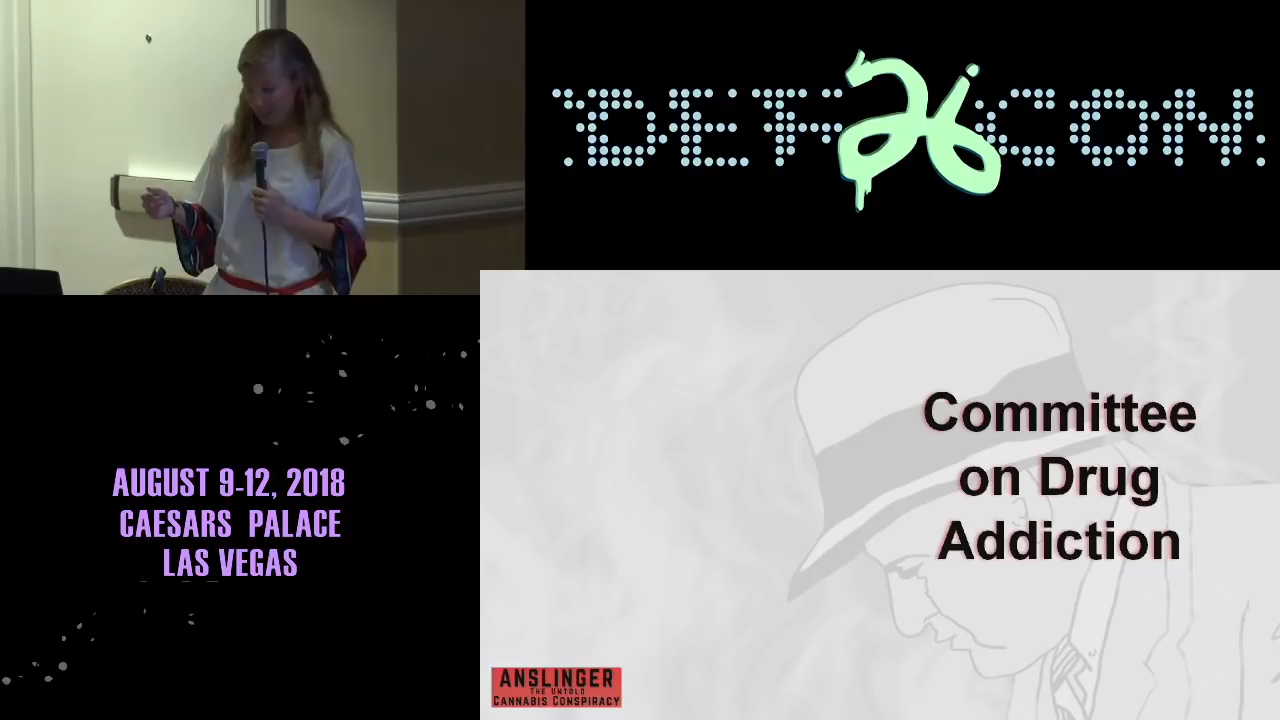 DEF CON
26
AUGUST 9-12, 2018
CAESARS PALACE
LAS VEGAS
Committee
on Drug
Addiction
ANSLINGER
THE UNTOLD
CANNABIS CONSPIRACY